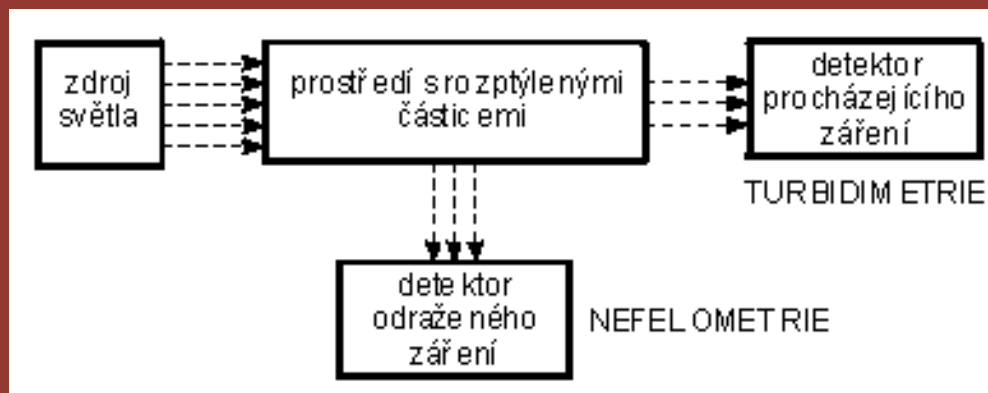 zdroj
světla
prostředí s rozptýlenými
částicemi
detektor
procházejícího
záření
TURBIDIMETRIE
detektor
odraženého
záření
NEFELOMETRIE